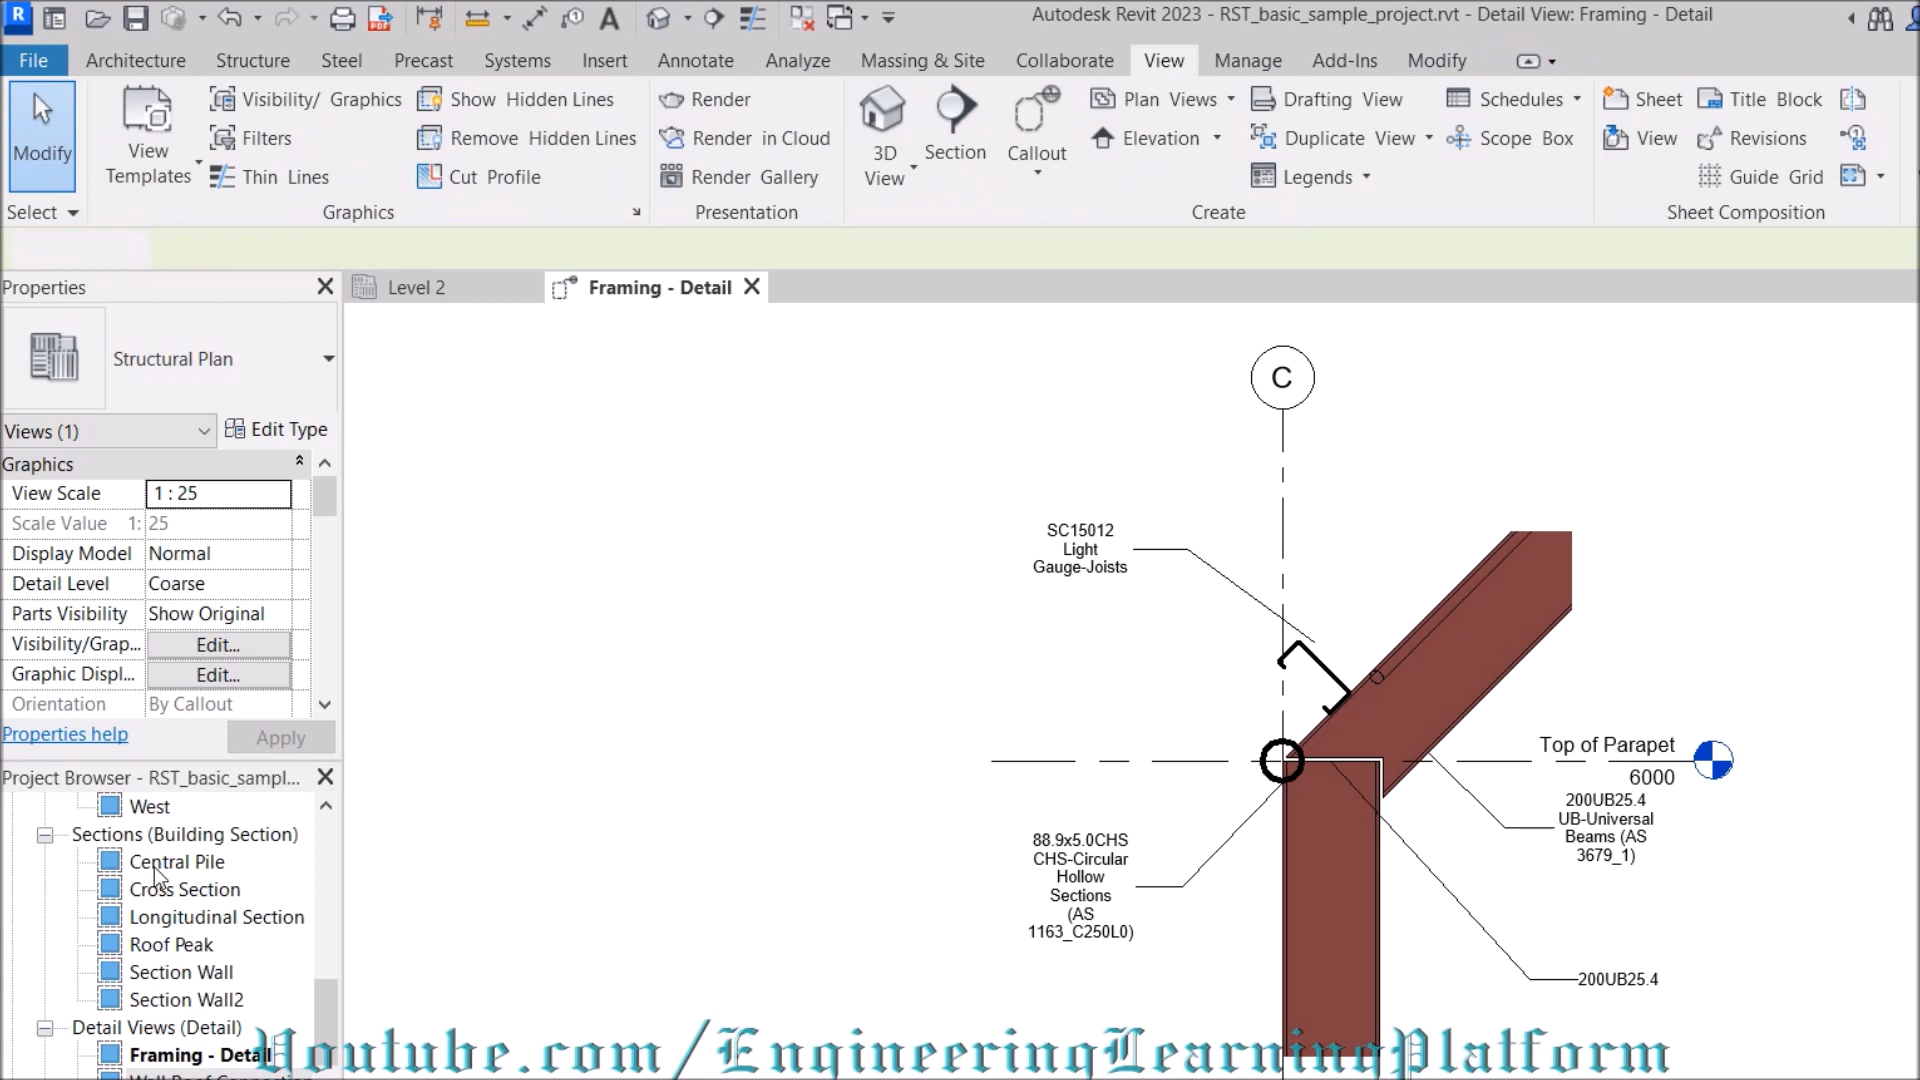 R
Autodesk Revit 2023 - RST_basic_sample_project.rvt - Detail View: Framing - Detail
File Architecture Structure Steel Precast Systems Insert Annotate Analyze Massing & Site Collaborate View Manage Add-Ins Modify
Modify
View Templates
Visibility/ Graphics
Filters
Thin Lines
Show Hidden Lines
Remove Hidden Lines
Cut Profile
Render
Render in Cloud
Render Gallery
3D View
Section
Callout
Plan Views
Elevation
Drafting View
Duplicate View
Legends
Schedules
Scope Box
Sheet
View
Title Block
Revisions
Guide Grid
Select
Graphics
Presentation
Create
Sheet Composition
Properties
Level 2
Framing - Detail
Structural Plan
Views (1)
Edit Type
Graphics
View Scale 1 : 25
Scale Value 1: 25
Display Model Normal
Detail Level Coarse
Parts Visibility Show Original
Visibility/Grap... Edit...
Graphic Displ... Edit...
Orientation By Callout
Properties help
Apply
Project Browser - RST_basic_sampl...
West
Sections (Building Section)
Central Pile
Cross Section
Longitudinal Section
Roof Peak
Section Wall
Section Wall2
Detail Views (Detail)
Framing - Detail
C
SC15012
Light
Gauge-Joists
Top of Parapet
6000
200UB25.4
UB-Universal
Beams (AS
3679_1)
88.9x5.0CHS
CHS-Circular
Hollow
Sections
(AS
1163_C250L0)
200UB25.4
Youtube.com/EngineeringLearningPlatform